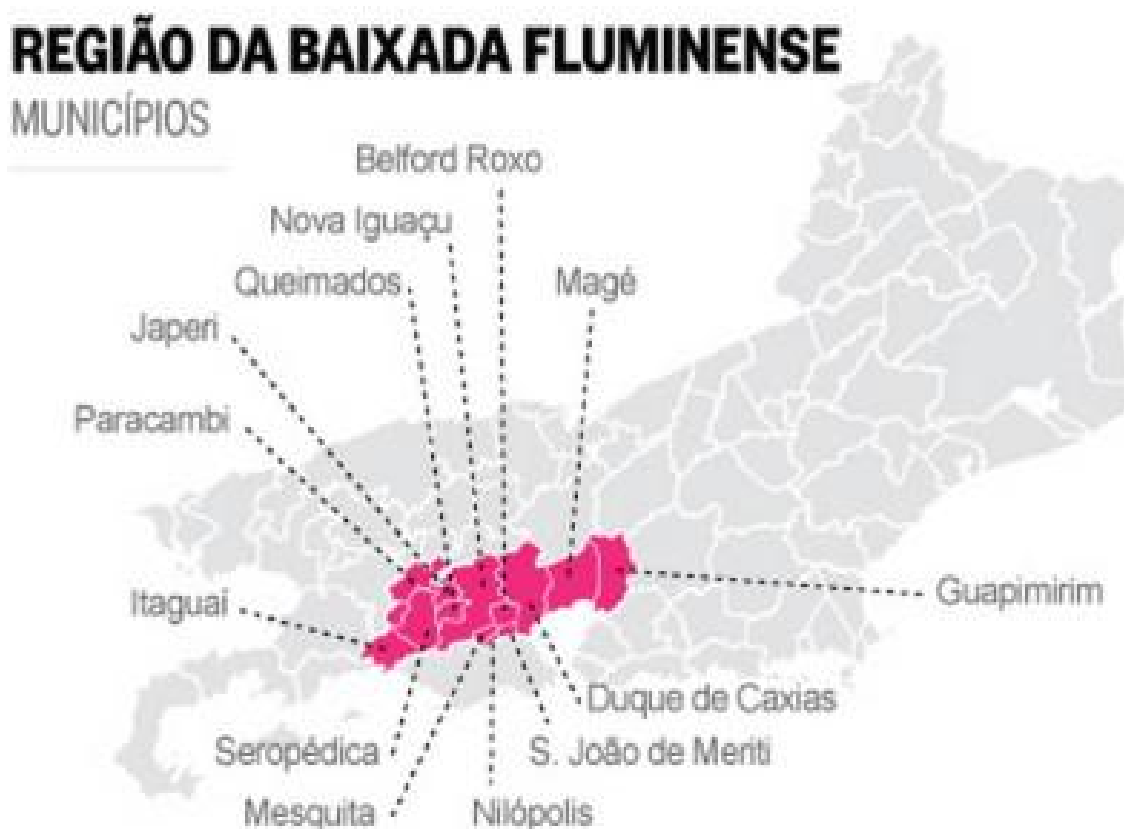 REGIÃO DA BAIXADA FLUMINENSE
MUNICÍPIOS
Belford Roxo
Nova Iguaçu
Queimados
Magé
Japeri
Paracambi
Itaguaí
Guapimirim
Duque de Caxias
Seropédica
S. João de Meriti
Mesquita
Nilópolis